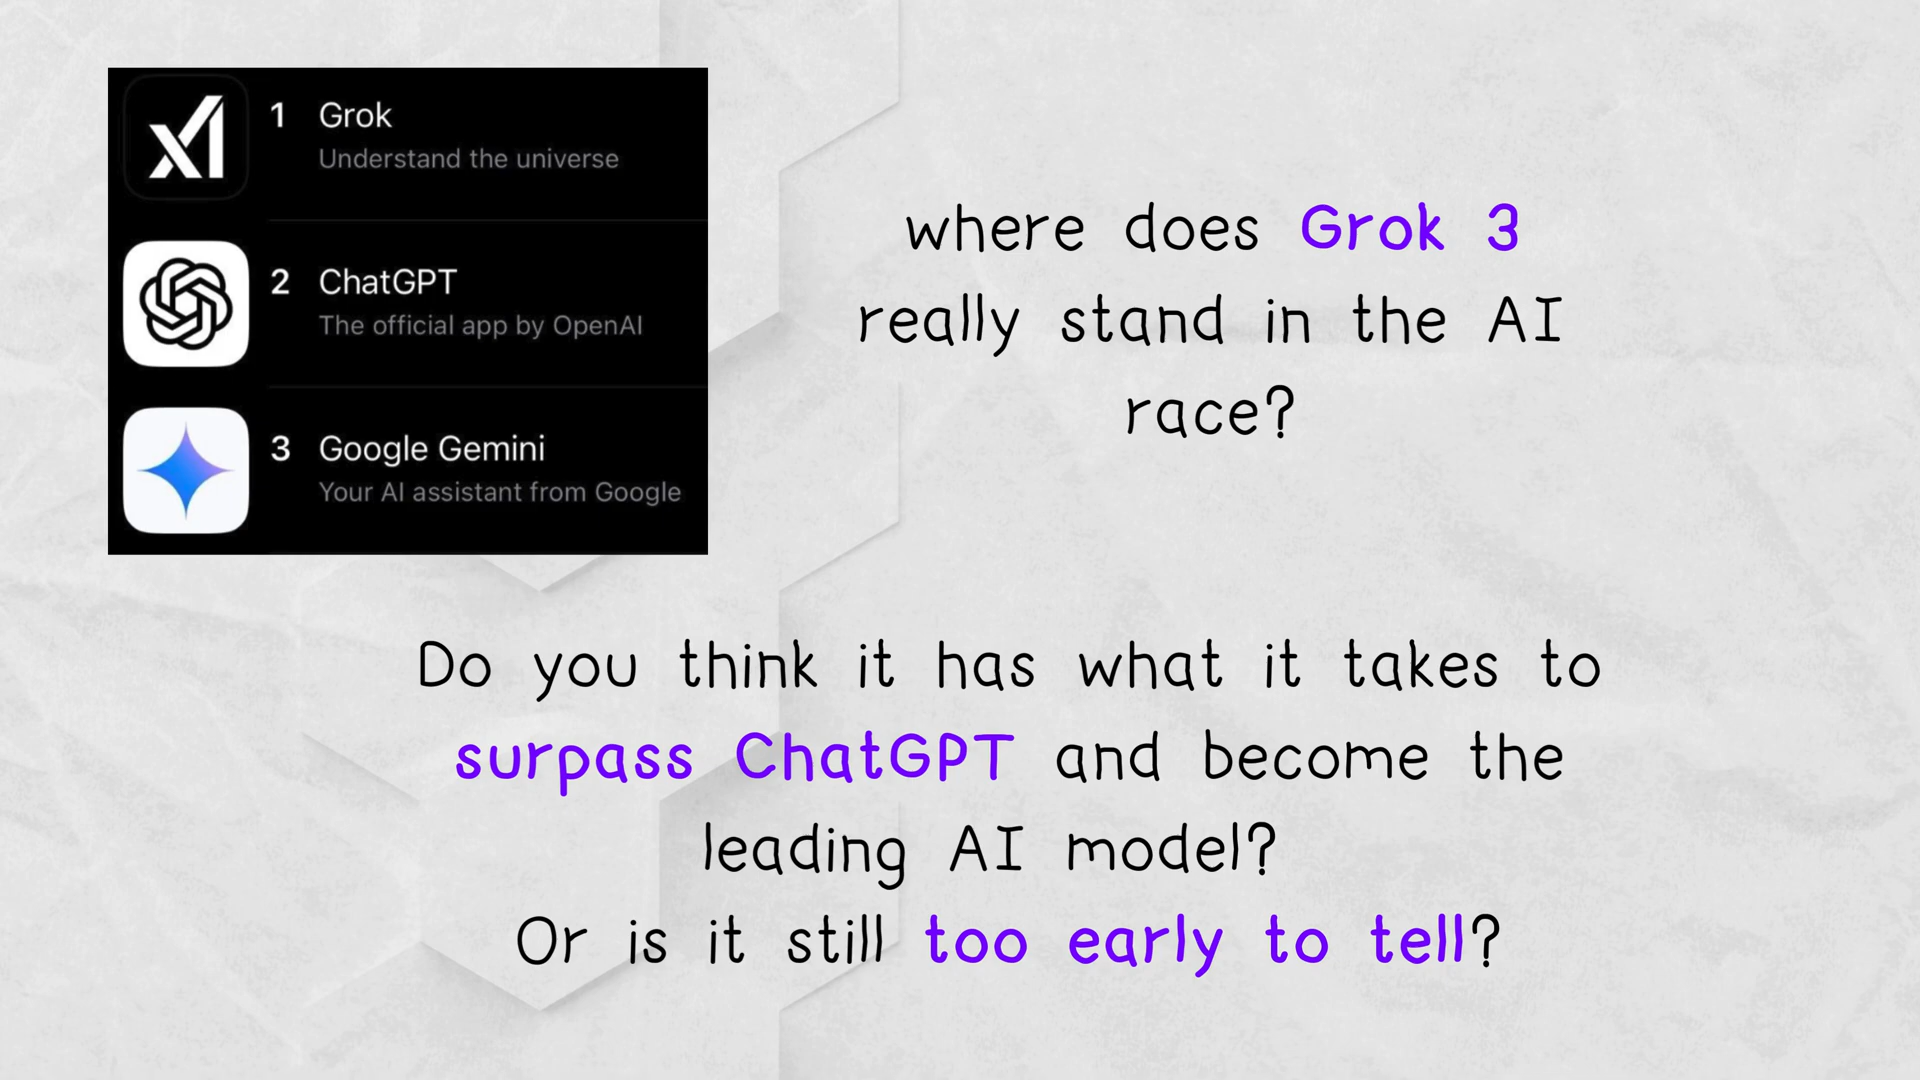 1 Grok
Understand the universe
2 ChatGPT
The official app by OpenAI
3 Google Gemini
Your AI assistant from Google
where does Grok 3
really stand in the AI
race?
Do you think it has what it takes to
surpass ChatGPT and become the
leading AI model?
Or is it still too early to tell?